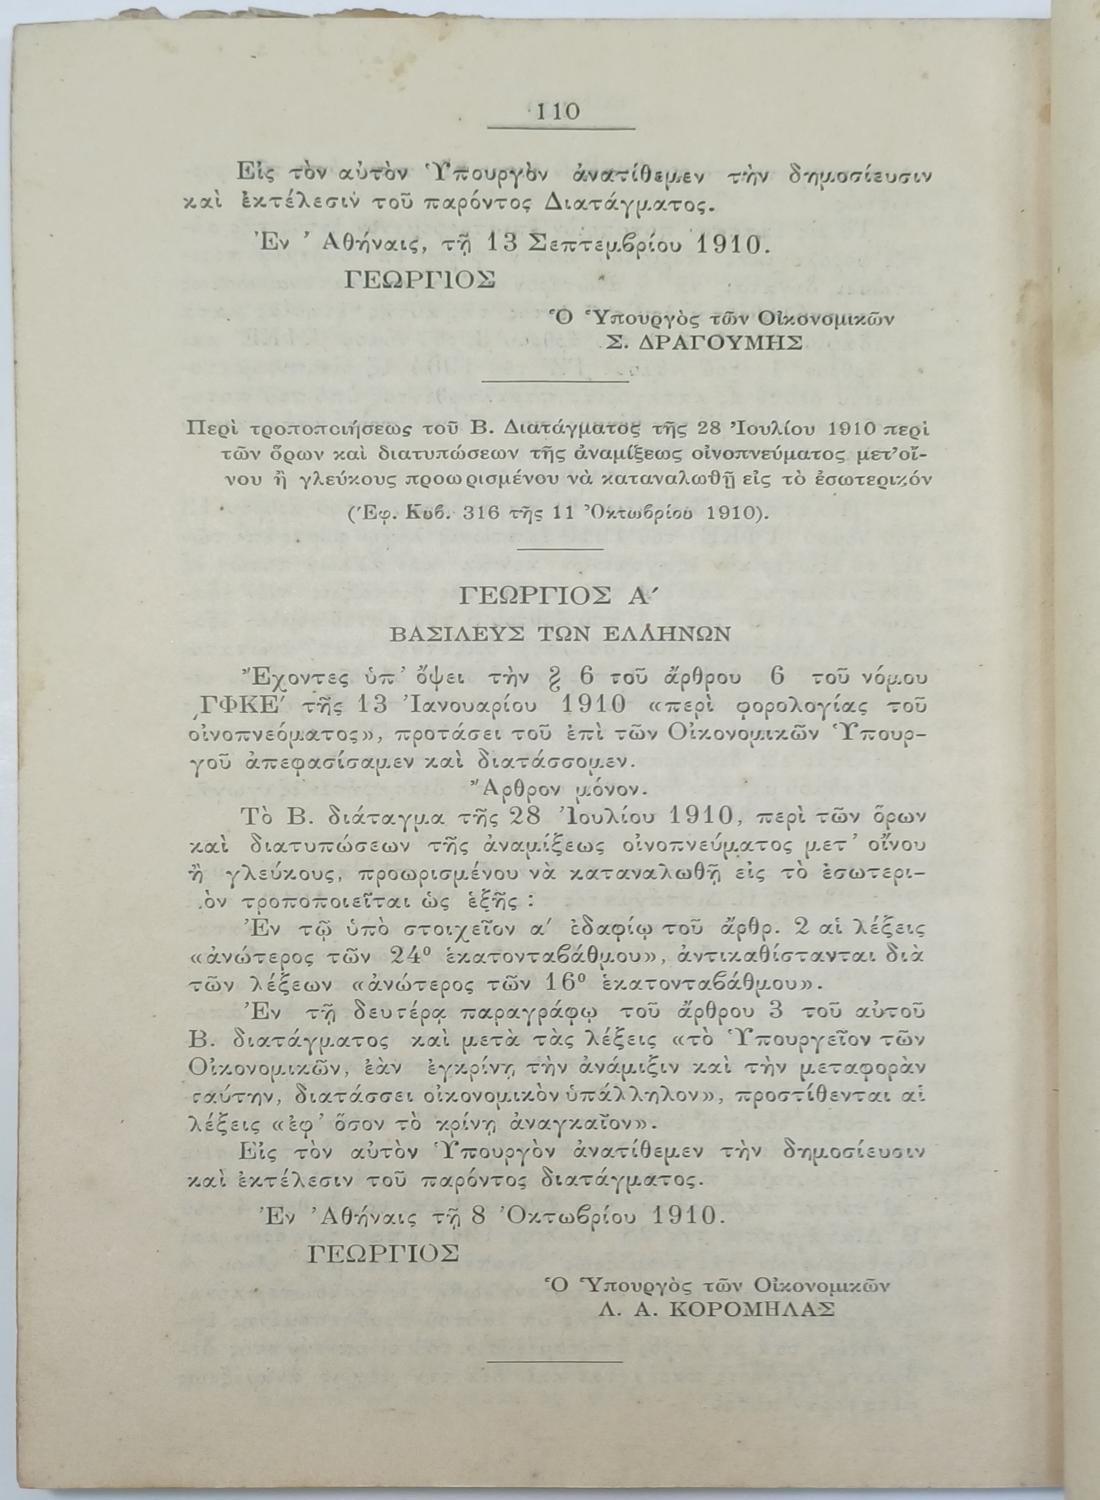 110
Εἰς τὸν αὐτὸν Ὑπουργὸν ἀνατίθεμεν τὴν δημοσίευσιν
καὶ ἐκτέλεσιν τοῦ παρόντος Διατάγματος.
Ἐν Ἀθήναις, τῇ 13 Σεπτεμβρίου 1910.
ΓΕΩΡΓΙΟΣ
Ὁ Ὑπουργὸς τῶν Οἰκονομικῶν
Σ. ΔΡΑΓΟΥΜΗΣ
Περὶ τροποποιήσεως τοῦ Β. Διατάγματος τῆς 28 Ἰουλίου 1910 περὶ
τῶν ὅρων καὶ διατυπώσεων τῆς ἀναμίξεως οἰνοπνεύματος μετ’οἴ-
νου ἢ γλεύκους προωρισμένου νὰ καταναλωθῇ εἰς τὸ ἐσωτερικόν
(Ἐφ. Κυβ. 316 τῆς 11 Ὀκτωβρίου 1910).
ΓΕΩΡΓΙΟΣ Α΄
ΒΑΣΙΛΕΥΣ ΤΩΝ ΕΛΛΗΝΩΝ
Ἔχοντες ὑπ’ ὄψει τὴν § 6 τοῦ ἄρθρου 6 τοῦ νόμου
͵ΓΦΚΕ΄ τῆς 13 Ἰανουαρίου 1910 «περὶ φορολογίας τοῦ
οἰνοπνεόματος», προτάσει τοῦ ἐπὶ τῶν Οἰκονομικῶν Ὑπουρ-
γοῦ ἀπεφασίσαμεν καὶ διατάσσομεν.
Ἄρθρον μόνον.
Τὸ Β. διάταγμα τῆς 28 Ἰουλίου 1910, περὶ τῶν ὅρων
καὶ διατυπώσεων τῆς ἀναμίξεως οἰνοπνεύματος μετ’ οἴνου
ἢ γλεύκους, προωρισμένου νὰ καταναλωθῇ εἰς τὸ ἐσωτερι-
ὸν τροποποιεῖται ὡς ἑξῆς :
Ἐν τῷ ὑπὸ στοιχεῖον α΄ ἐδαφίῳ τοῦ ἄρθρ. 2 αἱ λέξεις
«ἀνώτερος τῶν 24º ἑκατονταβάθμου», ἀντικαθίστανται διὰ
τῶν λέξεων «ἀνώτερος τῶν 16º ἑκατονταβάθμου».
Ἐν τῇ δευτέρᾳ παραγράφῳ τοῦ ἄρθρου 3 τοῦ αὐτοῦ
Β. διατάγματος καὶ μετὰ τὰς λέξεις «τὸ Ὑπουργεῖον τῶν
Οἰκονομικῶν, ἐὰν ἐγκρίνῃ τὴν ἀνάμιξιν καὶ τὴν μεταφορὰν
ταύτην, διατάσσει οἰκονομικὸν ὑπάλληλον», προστίθενται αἱ
λέξεις «ἐφ’ ὅσον τὸ κρίνῃ ἀναγκαῖον».
Εἰς τὸν αὐτὸν Ὑπουργὸν ἀνατίθεμεν τὴν δημοσίευσιν
καὶ ἐκτέλεσιν τοῦ παρόντος διατάγματος.
Ἐν Ἀθήναις τῇ 8 Ὀκτωβρίου 1910.
ΓΕΩΡΓΙΟΣ
Ὁ Ὑπουργὸς τῶν Οἰκονομικῶν
Λ. Α. ΚΟΡΟΜΗΛΑΣ